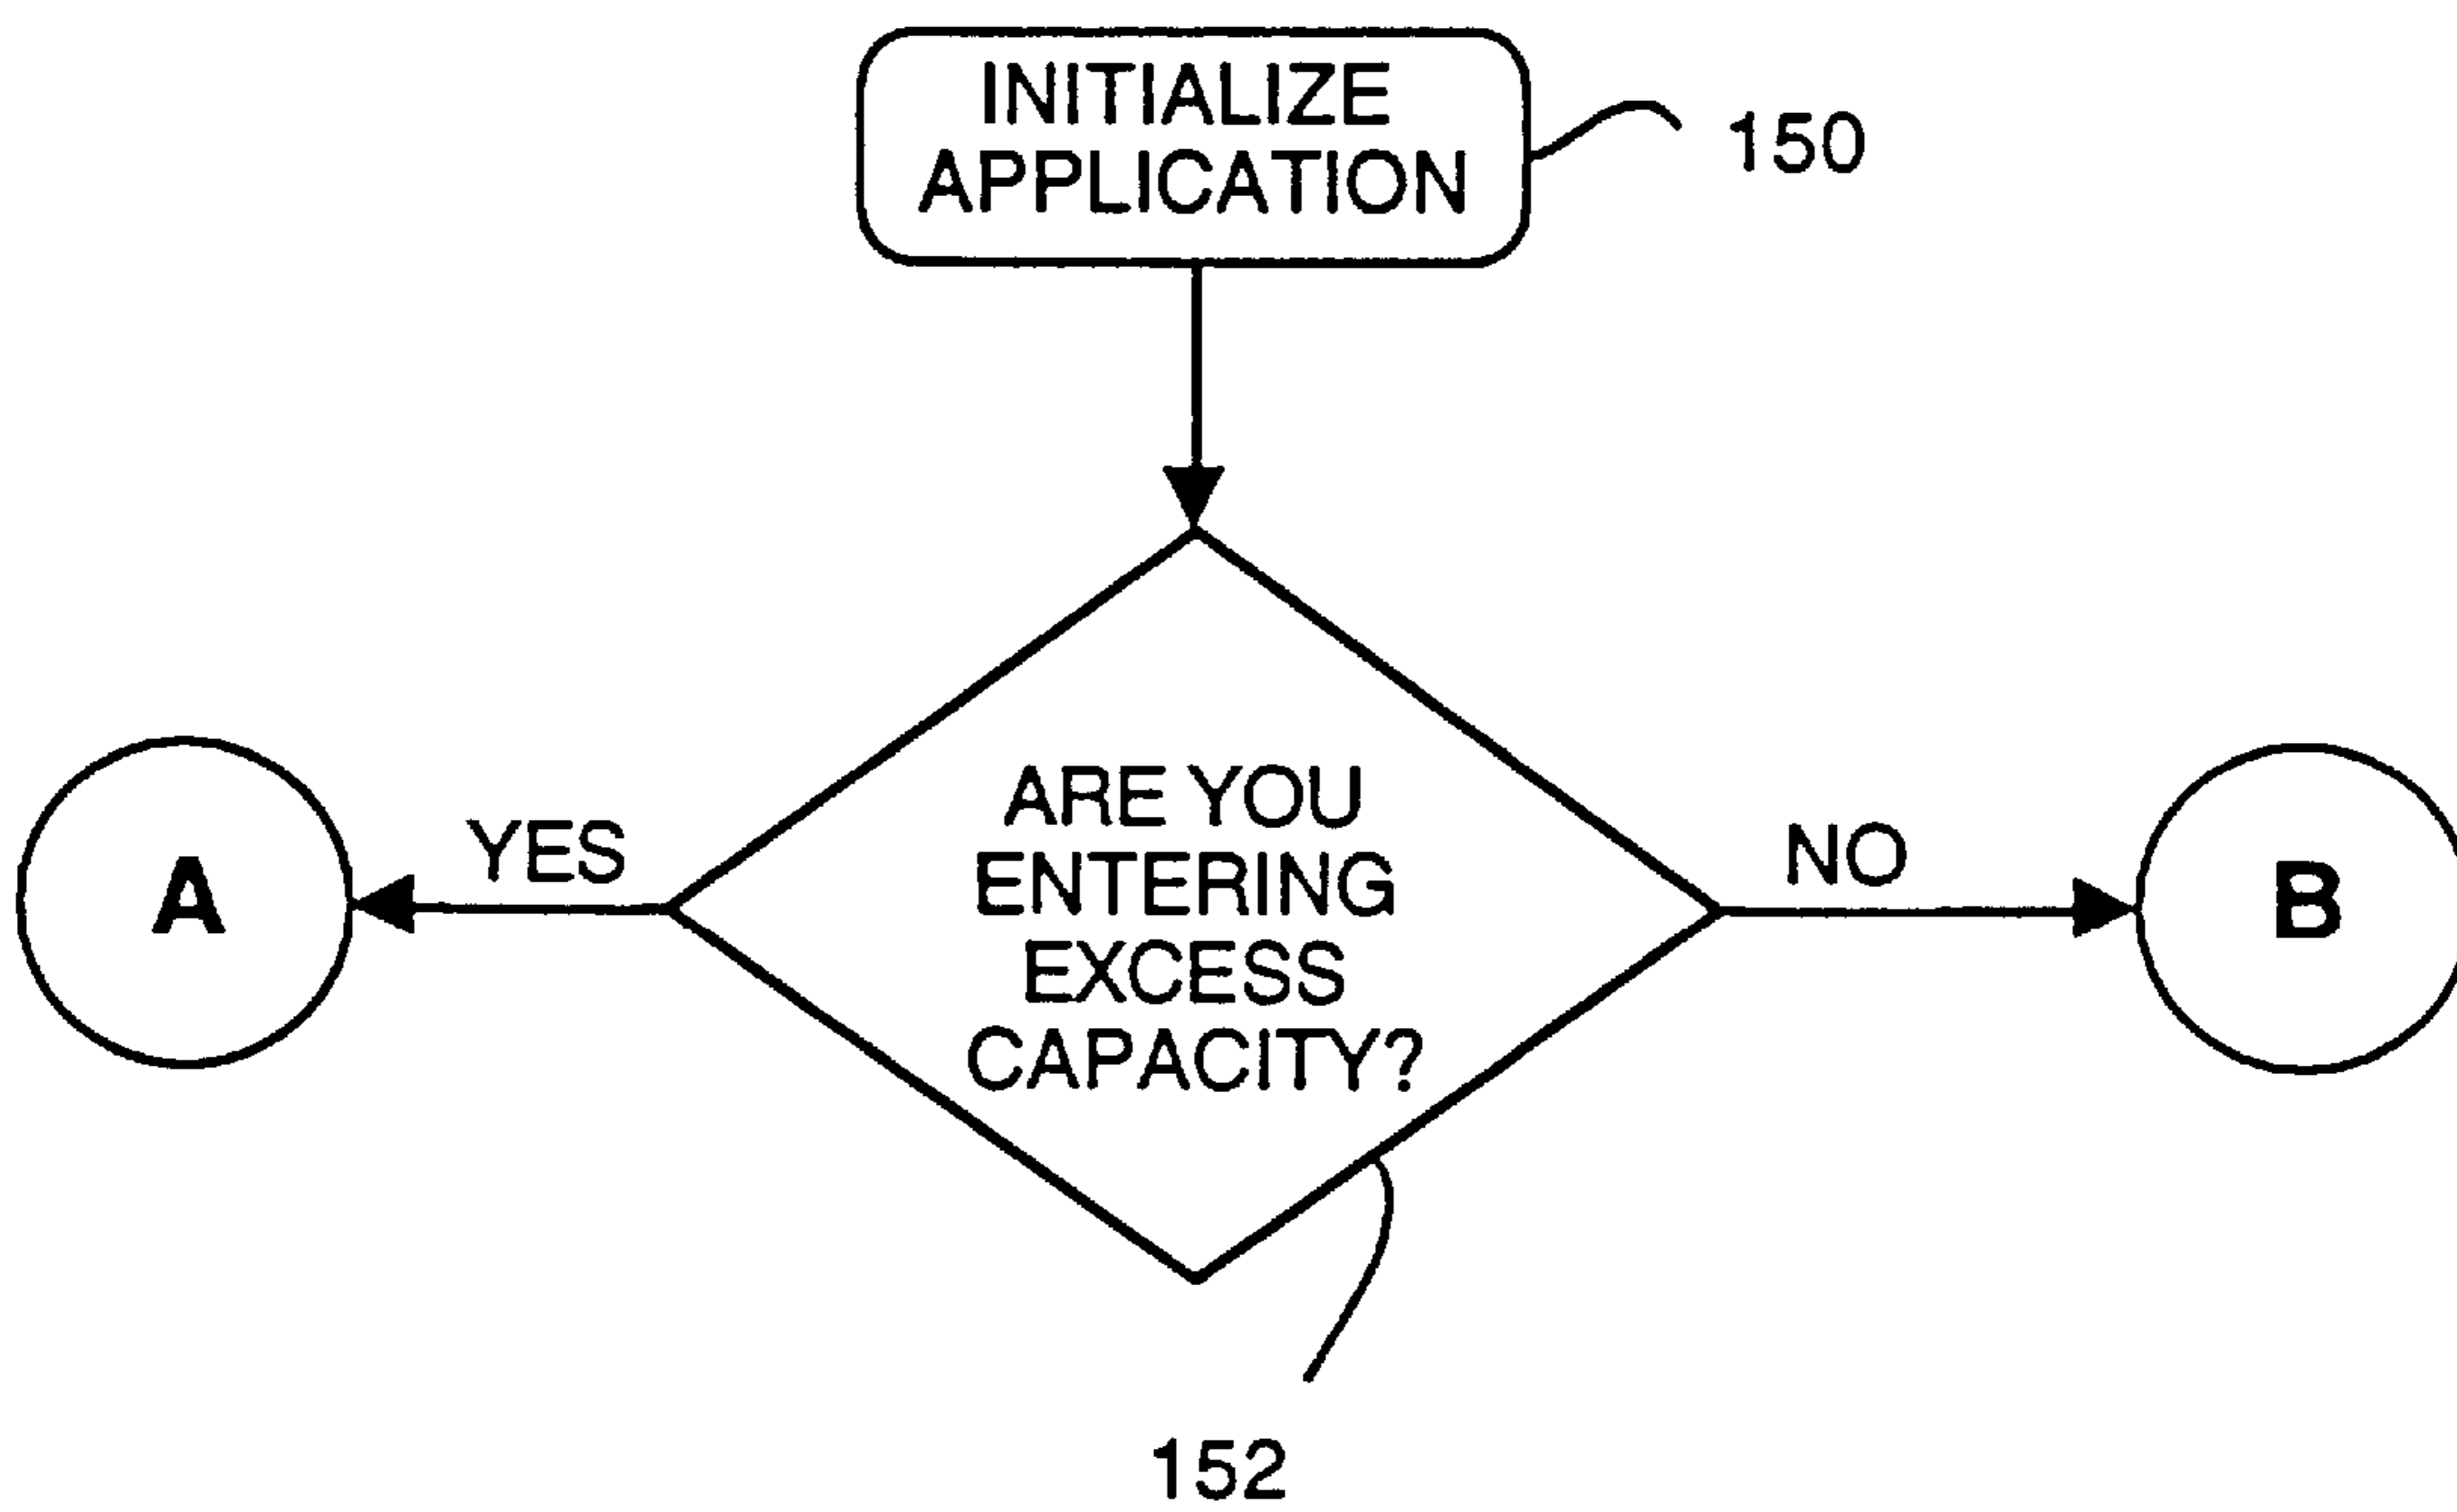 INITIALIZE
APPLICATION
150
ARE YOU
ENTERING
EXCESS
CAPACITY?
YES
A
NO
B
152